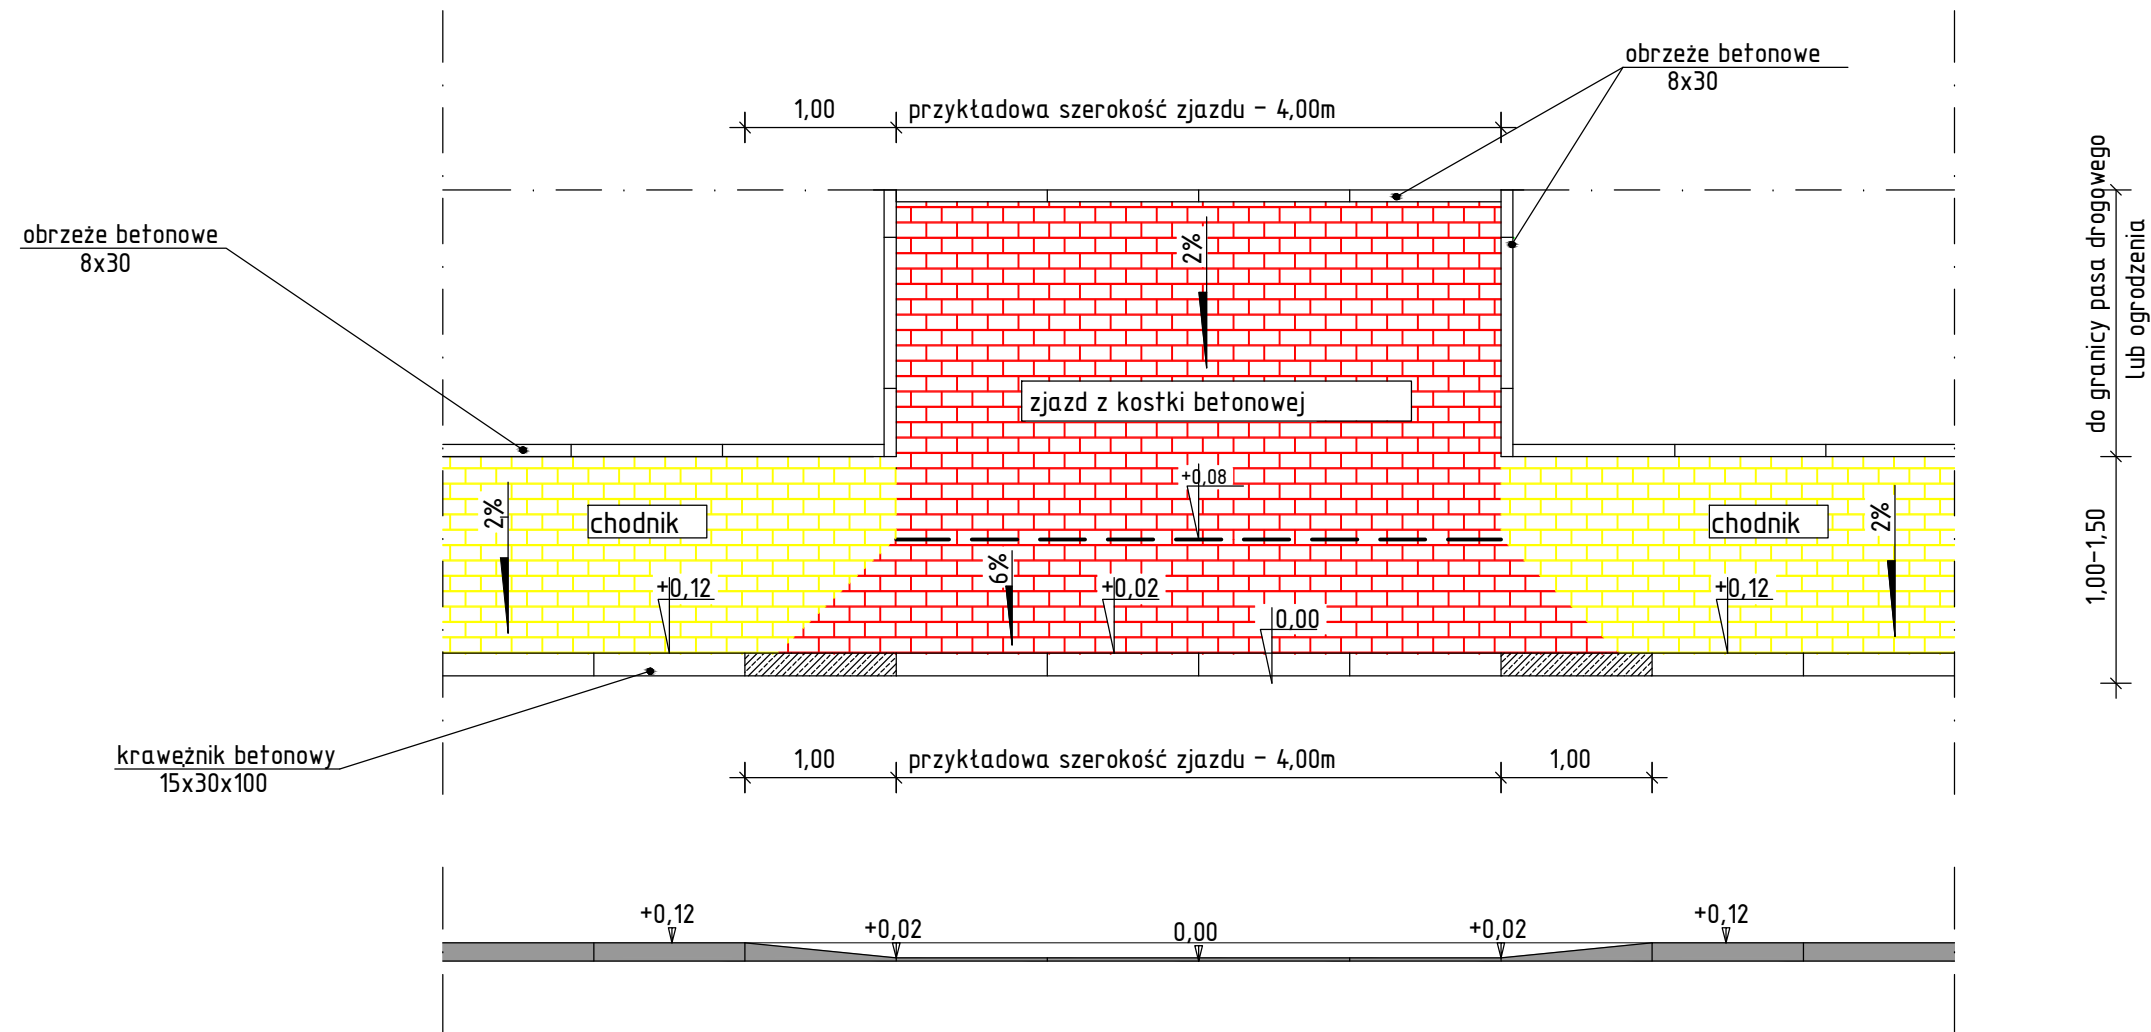 obrzeże betonowe
8x30
1,00
przykładowa szerokość zjazdu - 4,00m
do granicy pasa drogowego
lub ogrodzenia
obrzeże betonowe
8x30
2%
zjazd z kostki betonowej
+0,08
2%
chodnik
chodnik
2%
1,00-1,50
6%
+0,12
+0,02
+0,12
0,00
krawężnik betonowy
15x30x100
1,00
przykładowa szerokość zjazdu - 4,00m
1,00
+0,12
+0,02
0,00
+0,02
+0,12